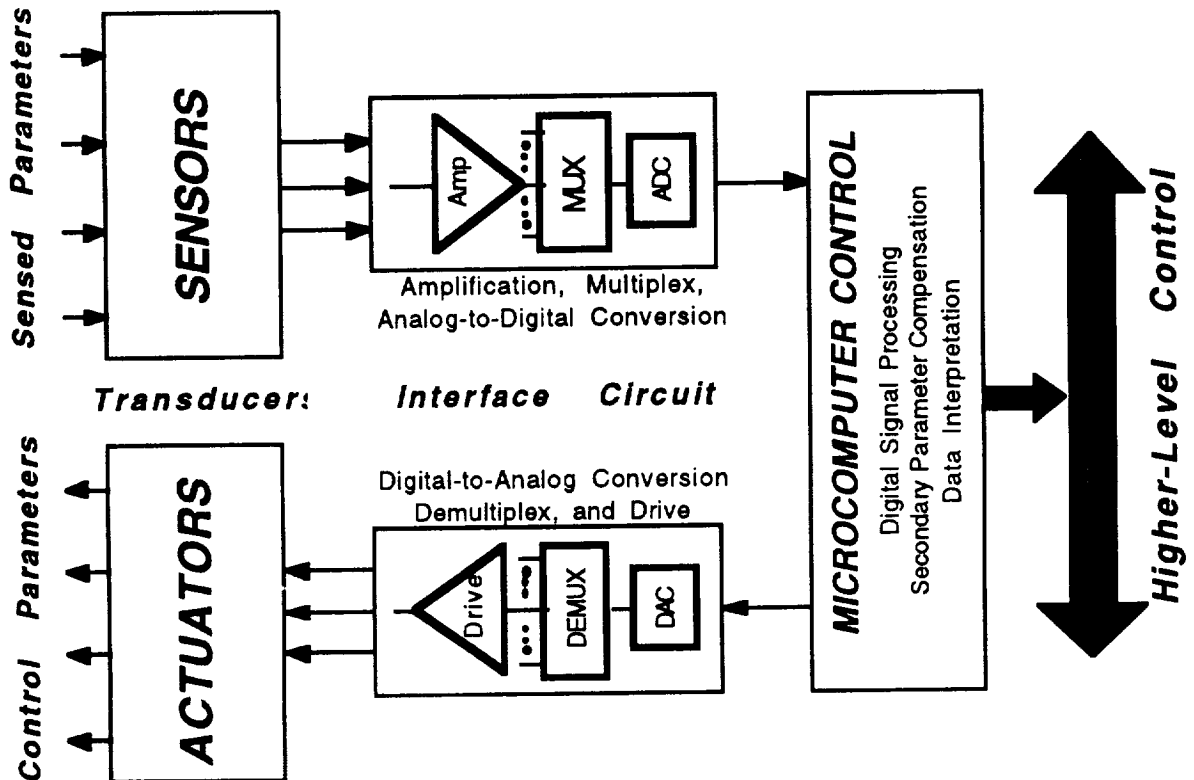 Sensed Parameters
SENSORS
Amp
MUX
ADC
Amplification, Multiplex,
Analog-to-Digital Conversion
Transducers
Interface Circuit
Control Parameters
ACTUATORS
Digital-to-Analog Conversion
Demultiplex, and Drive
Drive
DEMUX
DAC
MICROCOMPUTER CONTROL
Digital Signal Processing
Secondary Parameter Compensation
Data Interpretation
Higher-Level Control